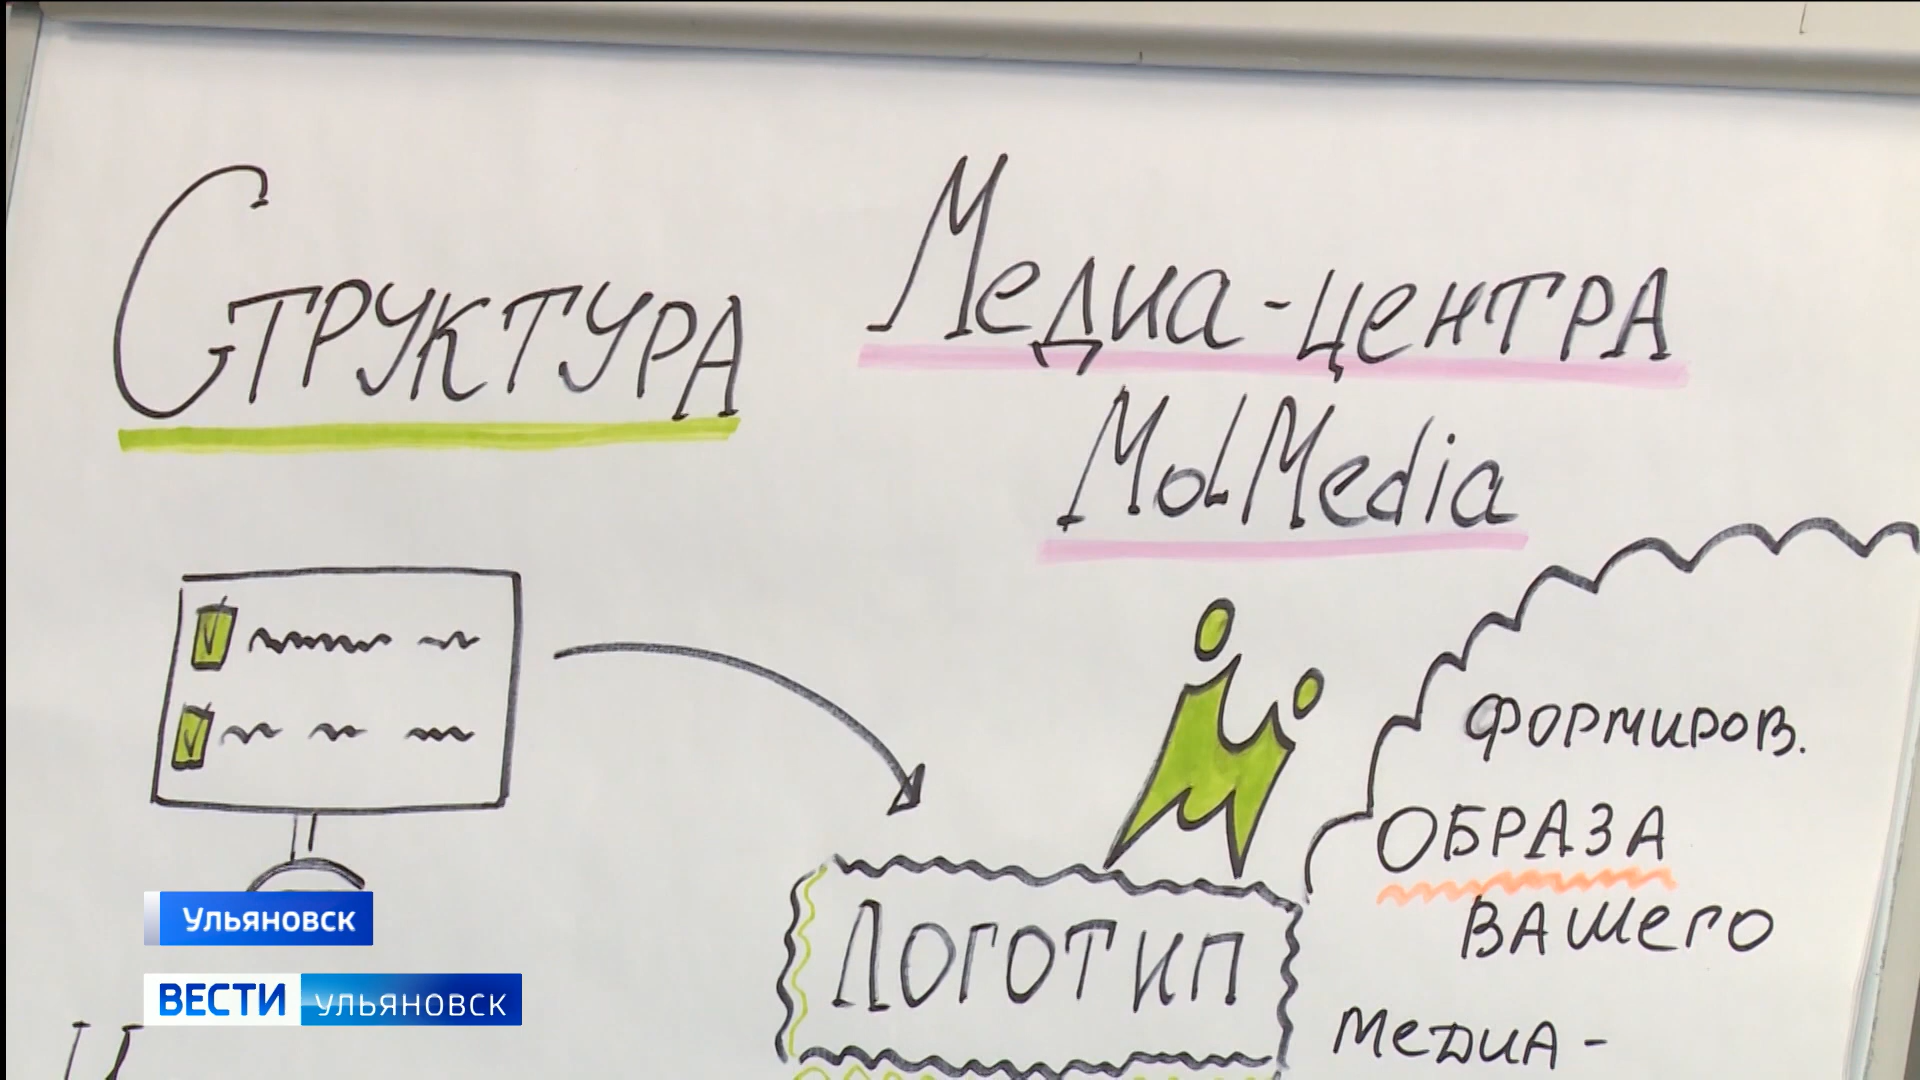 Структура
Медиа-центра
MolMedia
формиров.
ОБРАЗА
вашего
медиа-
Логотип
Ульяновск
ВЕСТИ УЛЬЯНОВСК